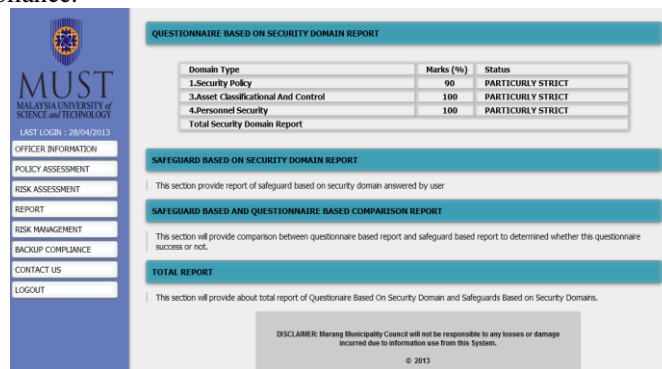 pliance.
MUST
MALAYSIA UNIVERSITY of
SCIENCE and TECHNOLOGY
LAST LOGIN : 28/04/2013
OFFICER INFORMATION
POLICY ASSESSMENT
RISK ASSESSMENT
REPORT
RISK MANAGEMENT
BACKUP COMPLIANCE
CONTACT US
LOGOUT
QUESTIONNAIRE BASED ON SECURITY DOMAIN REPORT
Domain Type Marks (%) Status
1.Security Policy 90 PARTICURLY STRICT
3.Asset Classificational And Control 100 PARTICURLY STRICT
4.Personnel Security 100 PARTICURLY STRICT
Total Security Domain Report
SAFEGUARD BASED ON SECURITY DOMAIN REPORT
This section provide report of safeguard based on security domain answered by user
SAFEGUARD BASED AND QUESTIONNAIRE BASED COMPARISON REPORT
This section will provide comparison between questionnaire based report and safeguard based report to determined whether this questionnaire
success or not.
TOTAL REPORT
This section will provide about total report of Questionaire Based On Security Domain and Safeguards Based on Security Domains.
DISCLAIMER: Marang Municipality Council will not be responsible to any losses or damage
incurred due to information use from this System.
© 2013